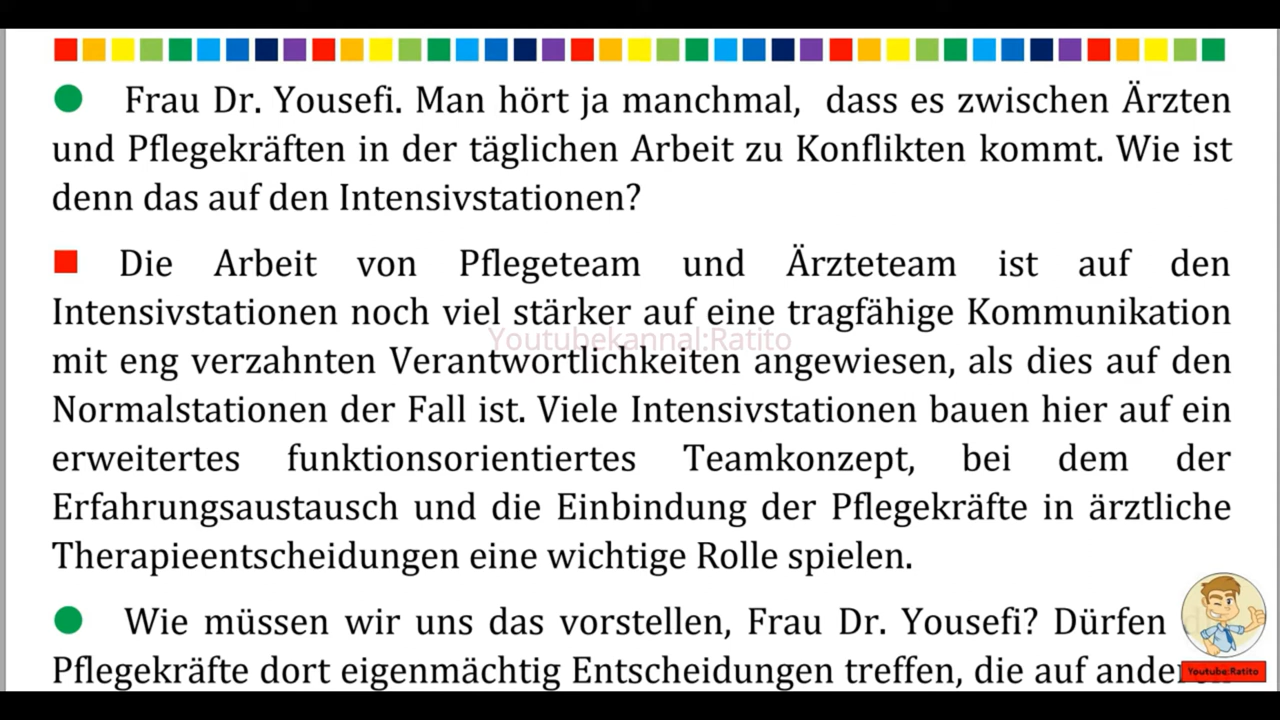 Frau Dr. Yousefi. Man hört ja manchmal, dass es zwischen Ärzten
und Pflegekräften in der täglichen Arbeit zu Konflikten kommt. Wie ist
denn das auf den Intensivstationen?
Die Arbeit von Pflegeteam und Ärzteteam ist auf den
Intensivstationen noch viel stärker auf eine tragfähige Kommunikation
Youtubekannal:Ratito
mit eng verzahnten Verantwortlichkeiten angewiesen, als dies auf den
Normalstationen der Fall ist. Viele Intensivstationen bauen hier auf ein
erweitertes funktionsorientiertes Teamkonzept, bei dem der
Erfahrungsaustausch und die Einbindung der Pflegekräfte in ärztliche
Therapieentscheidungen eine wichtige Rolle spielen.
Wie müssen wir uns das vorstellen, Frau Dr. Yousefi? Dürfen
Pflegekräfte dort eigenmächtig Entscheidungen treffen, die auf
Youtube:Ratito